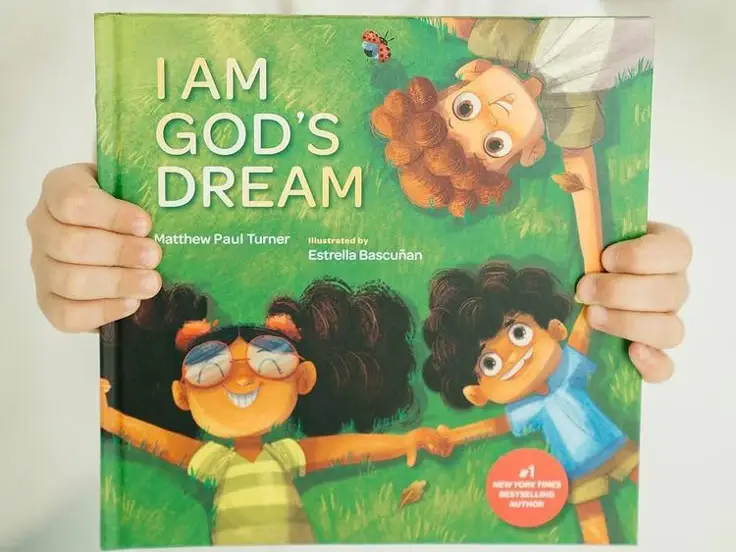 I AM
GOD'S
DREAM
Matthew Paul Turner
Illustrated by
Estrella Bascuñan
#1
NEW YORK TIMES
BESTSELLING
AUTHOR